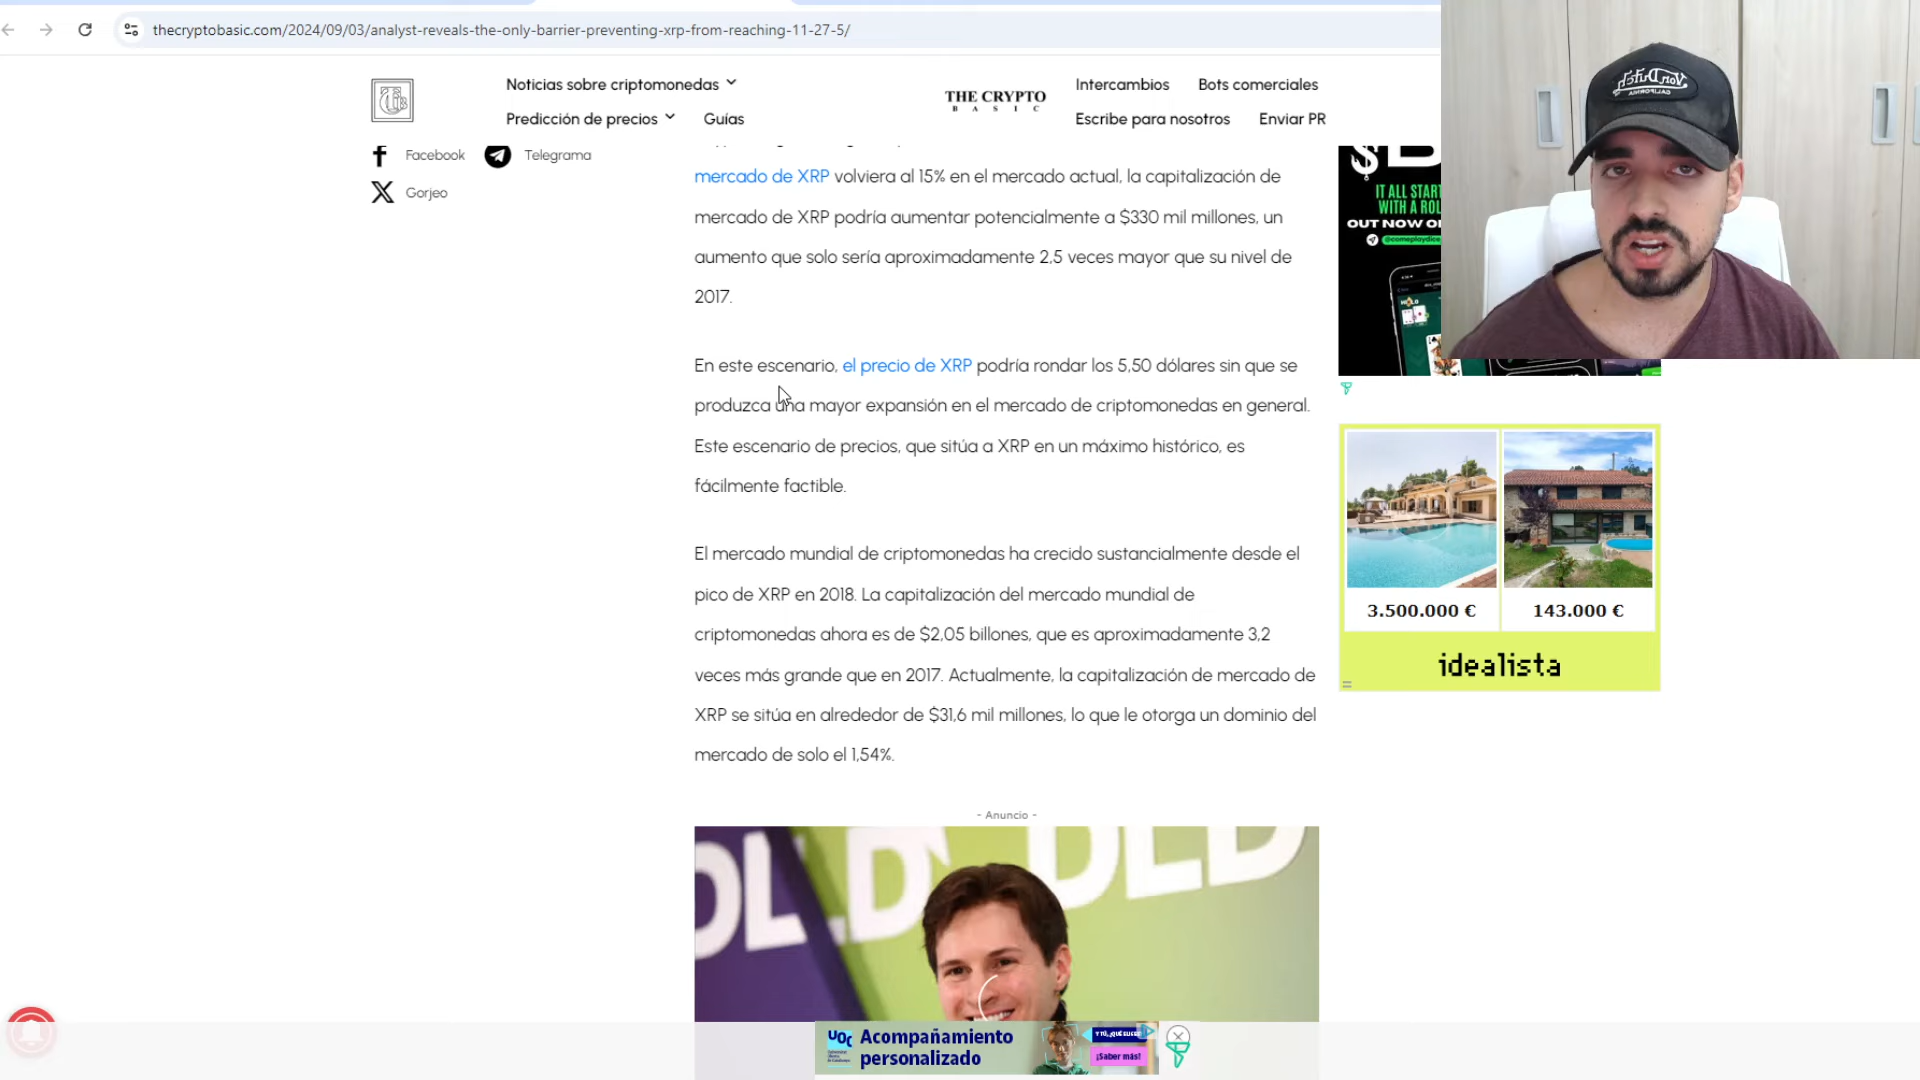 thecryptobasic.com/2024/09/03/analyst-reveals-the-only-barrier-preventing-xrp-from-reaching-11-27-5/
Noticias sobre criptomonedas
Predicción de precios
Guías
THE CRYPTO
BASIC
Intercambios
Bots comerciales
Escribe para nosotros
Enviar PR
Facebook
Telegrama
Gorjeo
mercado de XRP volviera al 15% en el mercado actual, la capitalización de
mercado de XRP podría aumentar potencialmente a $330 mil millones, un
aumento que solo sería aproximadamente 2,5 veces mayor que su nivel de
2017.
En este escenario, el precio de XRP podría rondar los 5,50 dólares sin que se
produzca una mayor expansión en el mercado de criptomonedas en general.
Este escenario de precios, que sitúa a XRP en un máximo histórico, es
fácilmente factible.
El mercado mundial de criptomonedas ha crecido sustancialmente desde el
pico de XRP en 2018. La capitalización del mercado mundial de
criptomonedas ahora es de $2,05 billones, que es aproximadamente 3,2
veces más grande que en 2017. Actualmente, la capitalización de mercado de
XRP se sitúa en alrededor de $31,6 mil millones, lo que le otorga un dominio del
mercado de solo el 1,54%.
- Anuncio -
IT ALL STAR
WITH A ROL
OUT NOW O
@comeplaydice
3.500.000 €
143.000 €
idealista
DLD
DLD
UOC
Acompañamiento
personalizado
¡Saber más!